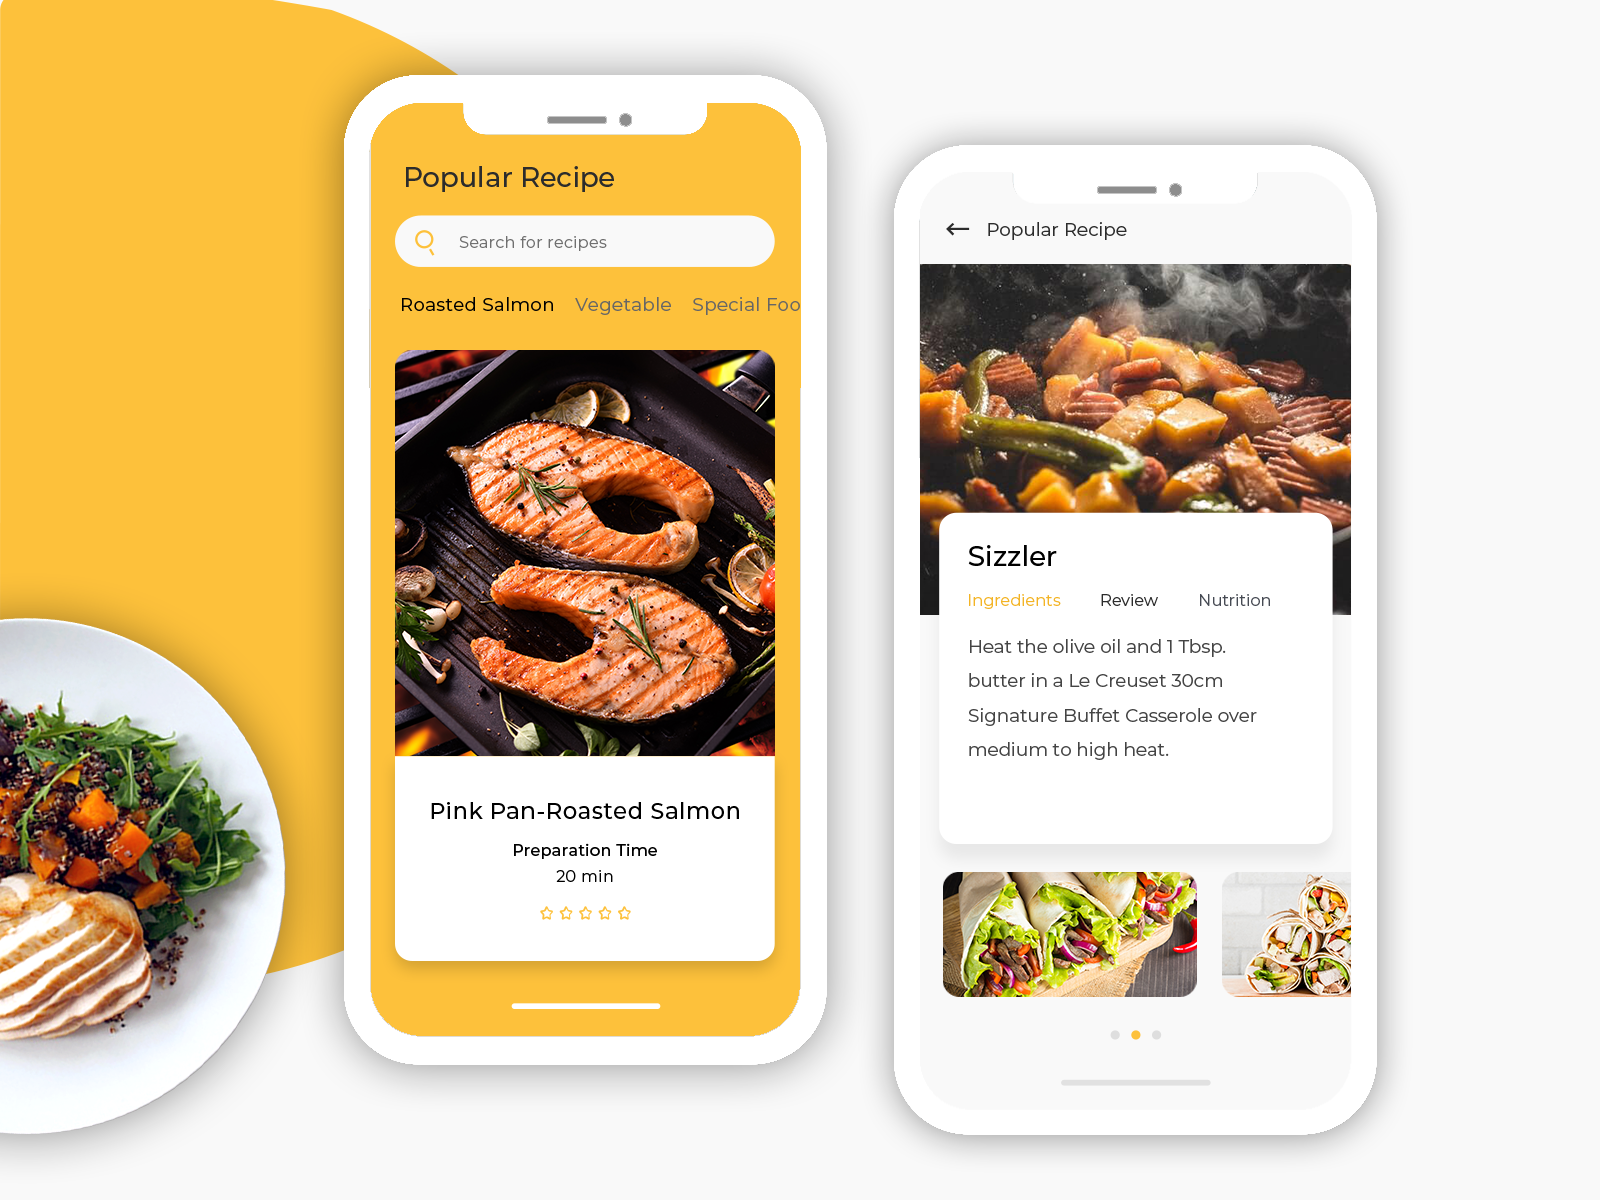 Popular Recipe
Search for recipes
Roasted Salmon Vegetable Special Foo
Pink Pan-Roasted Salmon
Preparation Time
20 min
Popular Recipe
Sizzler
Ingredients Review Nutrition
Heat the olive oil and 1 Tbsp.
butter in a Le Creuset 30cm
Signature Buffet Casserole over
medium to high heat.